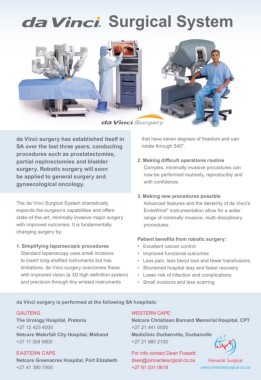 da Vinci Surgical System
da Vinci Surgery
da Vinci surgery has established itself in
SA over the last three years, conducting
procedures such as prostatectomies,
partial nephrectomies and bladder
surgery. Robotic surgery will soon
be applied to general surgery and
gynaecological oncology.
The da Vinci Surgical System dramatically
expands the surgeon's capabilities and offers
state-of-the-art, minimally invasive major surgery
with improved outcomes. It is fundamentally
changing surgery by:
1. Simplifying laparoscopic procedures
Standard laparoscopy uses small incisions
to insert long-shafted instruments but has
limitations. da Vinci surgery overcomes these
with improved vision (a 3D high definition system)
and precision through tiny wristed instruments
that have seven degrees of freedom and can
rotate through 540°.
2. Making difficult operations routine
Complex, minimally invasive procedures can
now be performed routinely, reproducibly and
with confidence.
3. Making new procedures possible
Advanced features and the dexterity of da Vinci's
EndoWrist® instrumentation allow for a wider
range of minimally invasive, multi-disciplinary
procedures.
Patient benefits from robotic surgery:
• Excellent cancer control
• Improved functional outcomes
• Less pain, less blood loss and fewer transfusions
• Shortened hospital stay and faster recovery
• Lower risk of infection and complications
• Small incisions and less scarring
da Vinci surgery is performed at the following SA hospitals:
GAUTENG
The Urology Hospital, Pretoria
+27 12 423 4000
Netcare Waterfall City Hospital, Midrand
+27 11 304 6600
EASTERN CAPE
Netcare Greenacres Hospital, Port Elizabeth
+27 41 390 7000
WESTERN CAPE
Netcare Christiaan Barnard Memorial Hospital, CPT
+27 21 441 0000
Mediclinic Durbanville, Durbanville
+27 21 980 2100
For info contact Dean Fossett
dean@pinnaclesurgical.co.za
+27 61 031 0618
Pinnacle Surgical
www.pinnaclesurgical.co.za